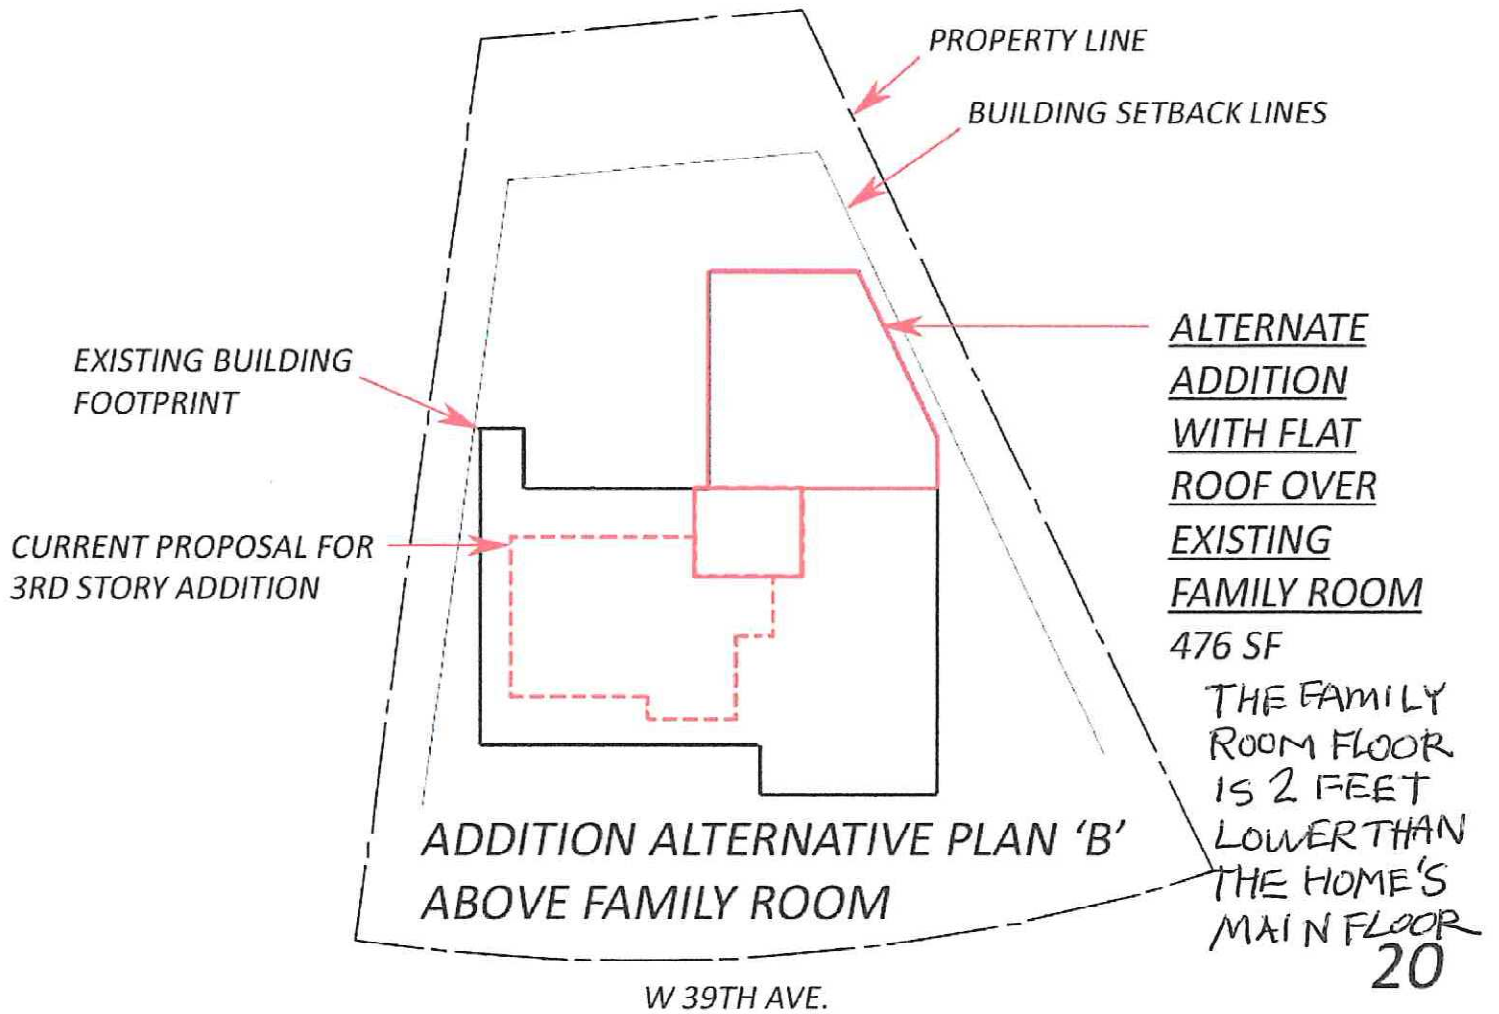 PROPERTY LINE
BUILDING SETBACK LINES
ALTERNATE
ADDITION
WITH FLAT
ROOF OVER
EXISTING
FAMILY ROOM
476 SF
THE FAMILY
ROOM FLOOR
IS 2 FEET
LOWER THAN
THE HOME'S
MAIN FLOOR
EXISTING BUILDING
FOOTPRINT
CURRENT PROPOSAL FOR
3RD STORY ADDITION
ADDITION ALTERNATIVE PLAN ‘B’
ABOVE FAMILY ROOM
W 39TH AVE.
20